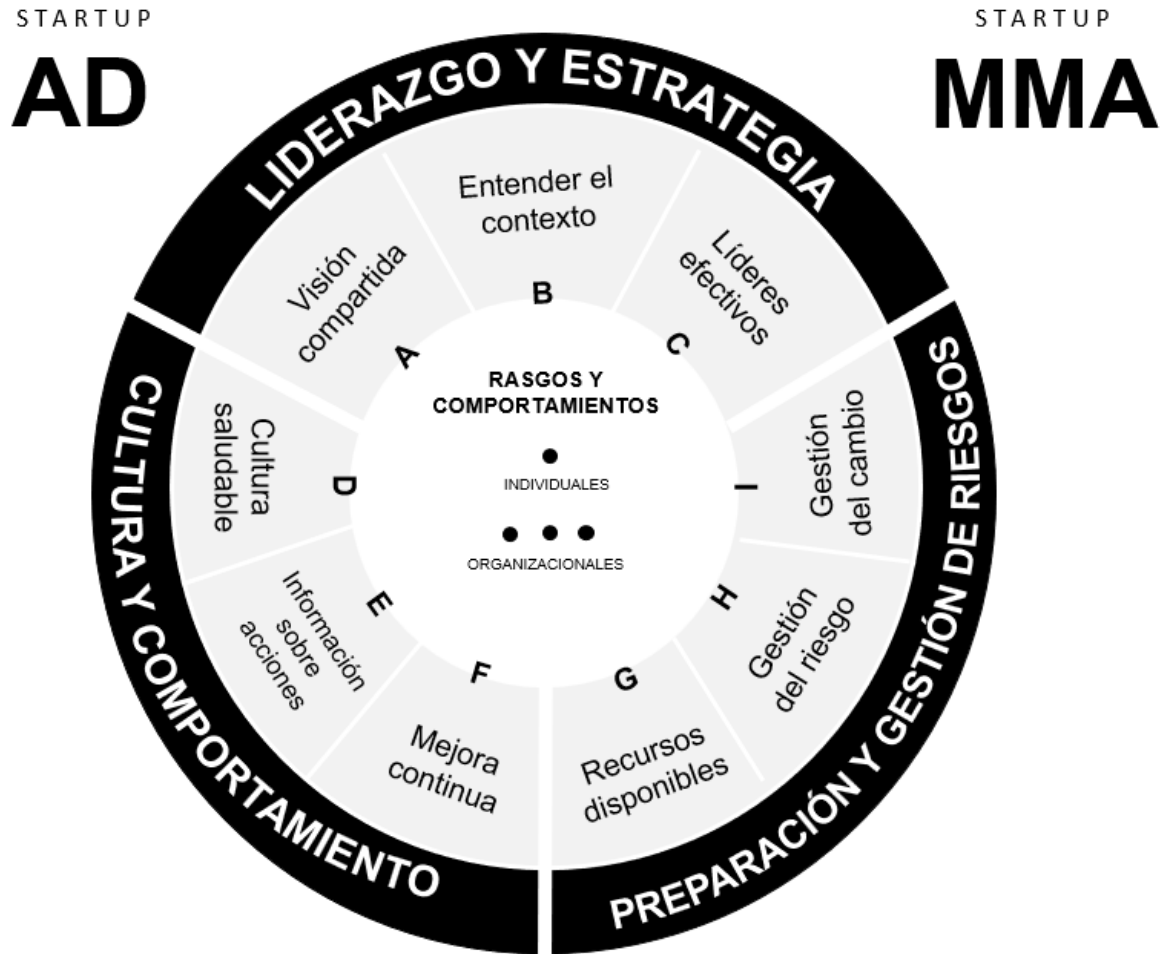 STARTUP
AD
STARTUP
MMA
LIDERAZGO Y ESTRATEGIA
Visión
compartida
A
Entender el
contexto
B
Líderes
efectivos
C
CULTURA Y COMPORTAMIENTO
Cultura
saludable
D
Información
sobre
acciones
E
Mejora
continua
F
PREPARACIÓN Y GESTIÓN DE RIESGOS
Recursos
disponibles
G
Gestión
del riesgo
H
Gestión
del cambio
I
RASGOS Y
COMPORTAMIENTOS
INDIVIDUALES
ORGANIZACIONALES